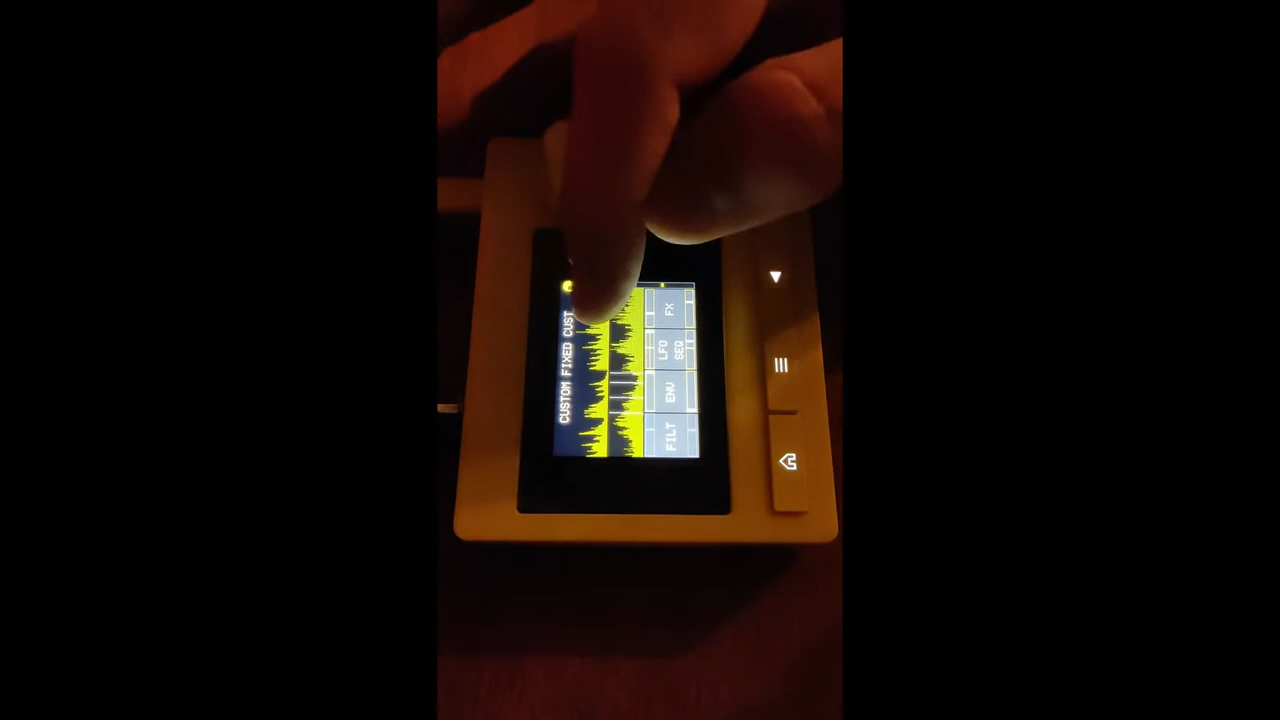 CUSTOM FIXED CUST
FILT
ENV
LFO
SEQ
FX